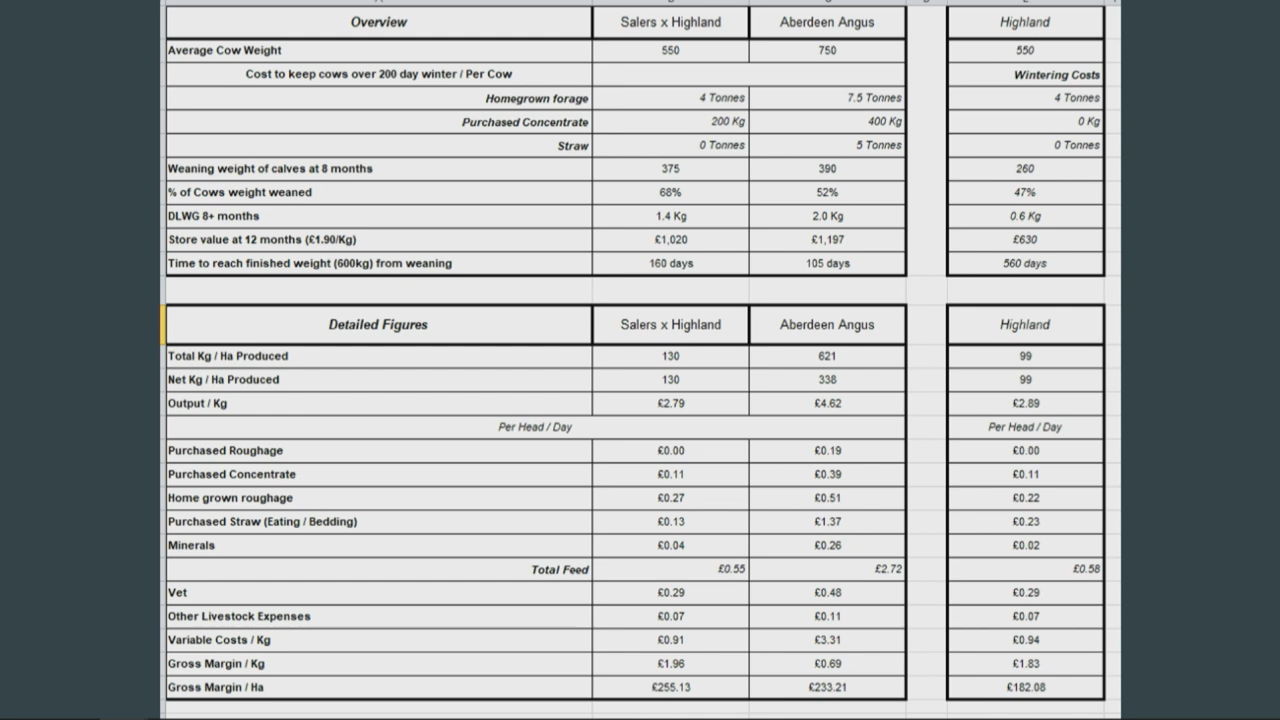 Overview Salers x Highland Aberdeen Angus Highland
Average Cow Weight 550 750 550
Cost to keep cows over 200 day winter / Per Cow Wintering Costs
Homegrown forage 4 Tonnes 7.5 Tonnes 4 Tonnes
Purchased Concentrate 200 Kg 400 Kg 0 Kg
Straw 0 Tonnes 5 Tonnes 0 Tonnes
Weaning weight of calves at 8 months 375 390 260
% of Cows weight weaned 68% 52% 47%
DLWG 8+ months 1.4 Kg 2.0 Kg 0.6 Kg
Store value at 12 months (£1.90/Kg) £1,020 £1,197 £630
Time to reach finished weight (600kg) from weaning 160 days 105 days 560 days
Detailed Figures Salers x Highland Aberdeen Angus Highland
Total Kg / Ha Produced 130 621 99
Net Kg / Ha Produced 130 338 99
Output / Kg £2.79 £4.62 £2.89
Per Head / Day Per Head / Day
Purchased Roughage £0.00 £0.19 £0.00
Purchased Concentrate £0.11 £0.39 £0.11
Home grown roughage £0.27 £0.51 £0.22
Purchased Straw (Eating / Bedding) £0.13 £1.37 £0.23
Minerals £0.04 £0.26 £0.02
Total Feed £0.55 £2.72 £0.58
Vet £0.29 £0.48 £0.29
Other Livestock Expenses £0.07 £0.11 £0.07
Variable Costs / Kg £0.91 £3.31 £0.94
Gross Margin / Kg £1.96 £0.69 £1.83
Gross Margin / Ha £255.13 £233.21 £182.08